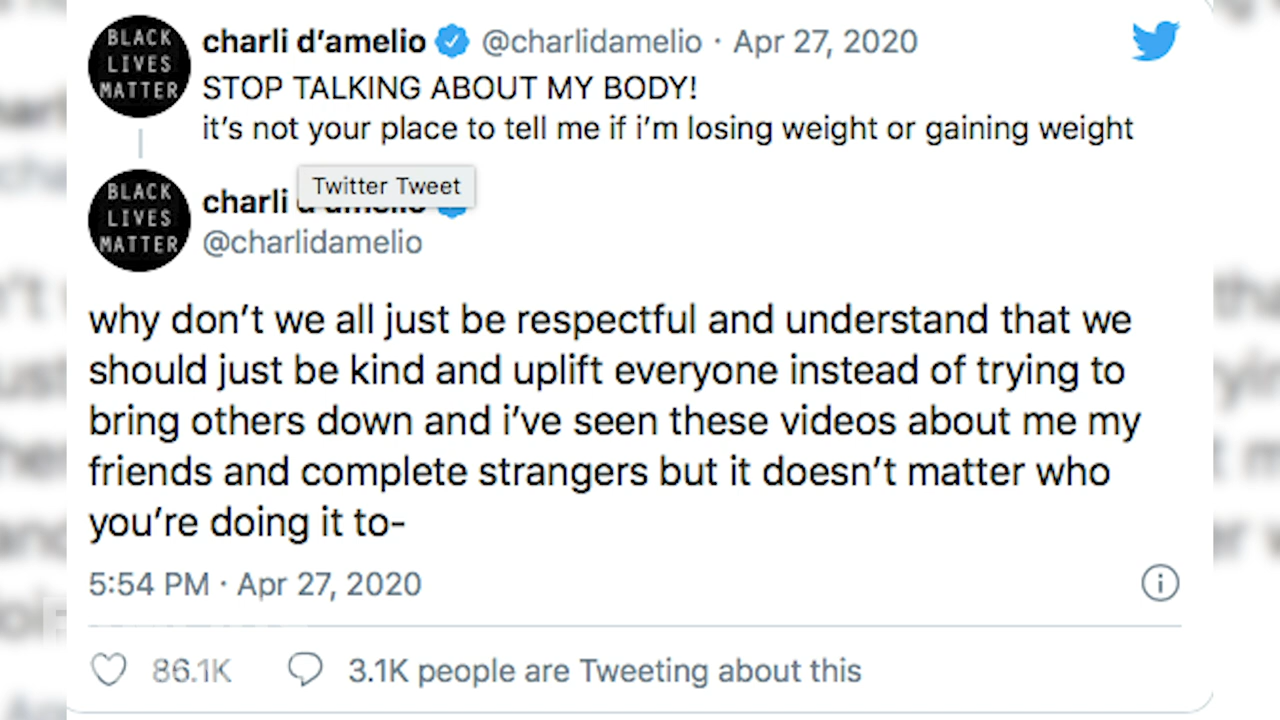 BLACK
LIVES
MATTER
charli d’amelio @charlidamelio · Apr 27, 2020
STOP TALKING ABOUT MY BODY!
it’s not your place to tell me if i’m losing weight or gaining weight
Twitter Tweet
BLACK
LIVES
MATTER
charli d’amelio
@charlidamelio
why don’t we all just be respectful and understand that we
should just be kind and uplift everyone instead of trying to
bring others down and i’ve seen these videos about me my
friends and complete strangers but it doesn’t matter who
you’re doing it to-
5:54 PM · Apr 27, 2020
86.1K 3.1K people are Tweeting about this